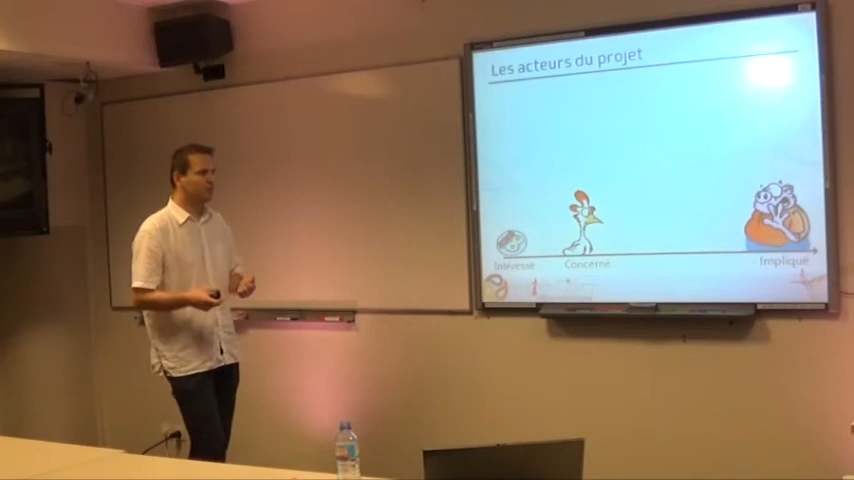 Les acteurs du projet
Intéressé Concerné Impliqué